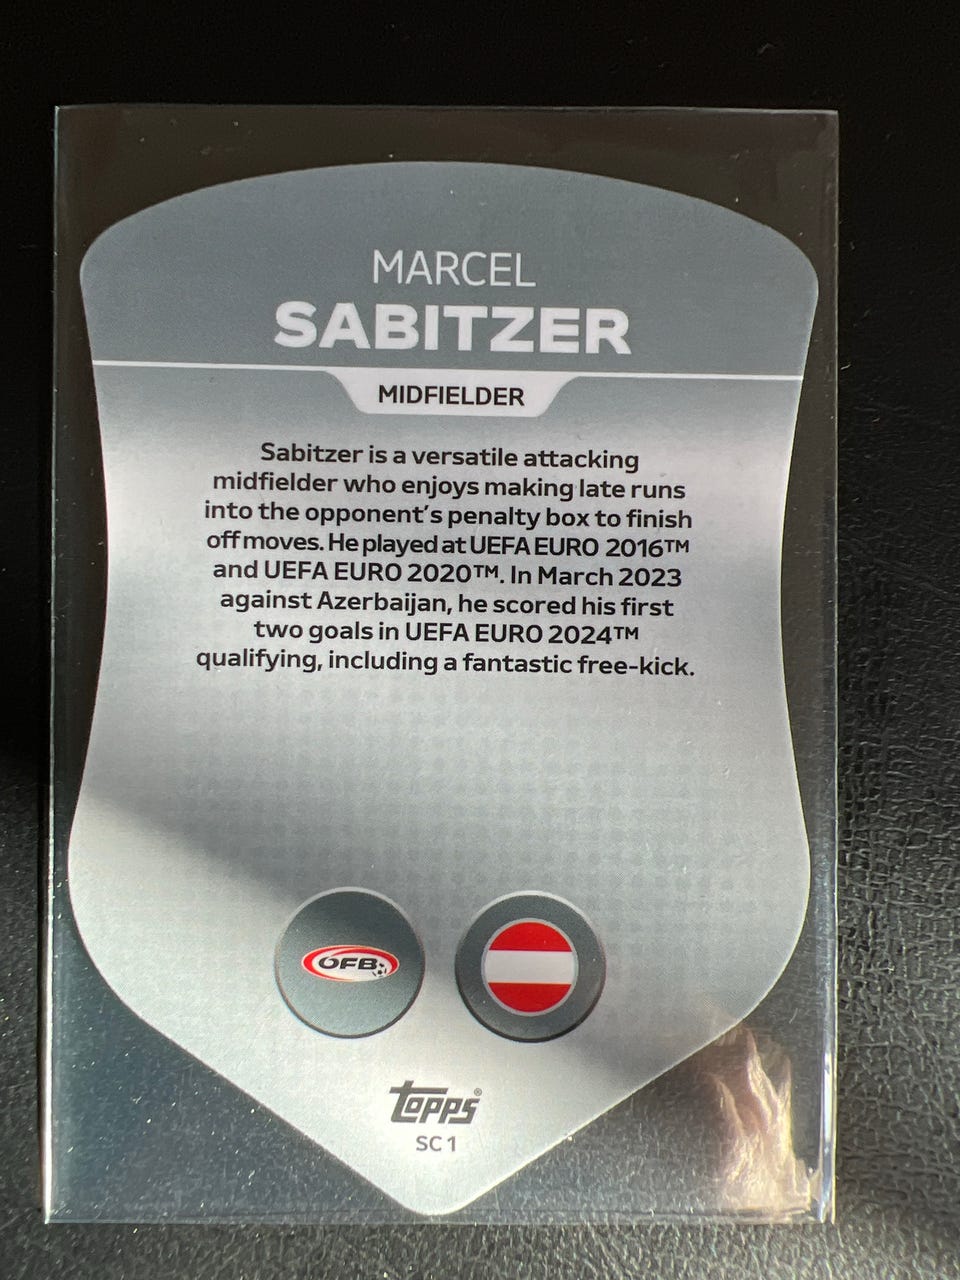 MARCEL
SABITZER
MIDFIELDER
Sabitzer is a versatile attacking
midfielder who enjoys making late runs
into the opponent's penalty box to finish
off moves. He played at UEFA EURO 2016™
and UEFA EURO 2020™. In March 2023
against Azerbaijan, he scored his first
two goals in UEFA EURO 2024™
qualifying, including a fantastic free-kick.
ÖFB
Topps®
SC 1